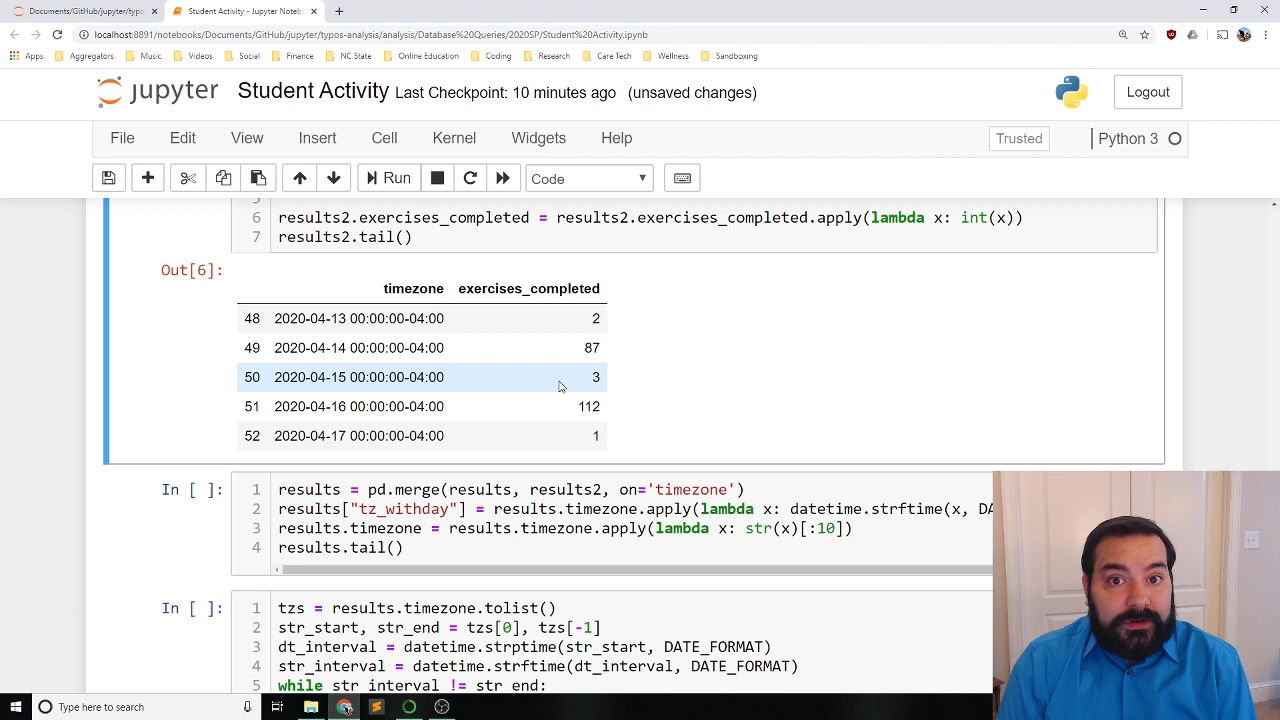 Documents/GitHub/jupyter/typo
Student Activity - Jupyter Noteb
localhost:8891/notebooks/Documents/GitHub/jupyter/typos-analysis/analysis/Database%20Queries/2020SP/Student%20Activity.ipynb
Apps Aggregators Music Videos Social Finance NC State Online Education Coding Research Care Tech Wellness Sandboxing
jupyter Student Activity Last Checkpoint: 10 minutes ago (unsaved changes) Logout
File Edit View Insert Cell Kernel Widgets Help Trusted Python 3
Run Code
5
6 results2.exercises_completed = results2.exercises_completed.apply(lambda x: int(x))
7 results2.tail()
Out[6]:
timezone exercises_completed
48 2020-04-13 00:00:00-04:00 2
49 2020-04-14 00:00:00-04:00 87
50 2020-04-15 00:00:00-04:00 3
51 2020-04-16 00:00:00-04:00 112
52 2020-04-17 00:00:00-04:00 1
In [ ]: 1 results = pd.merge(results, results2, on='timezone')
2 results["tz_withday"] = results.timezone.apply(lambda x: datetime.strftime(x, DA
3 results.timezone = results.timezone.apply(lambda x: str(x)[:10])
4 results.tail()
In [ ]: 1 tzs = results.timezone.tolist()
2 str_start, str_end = tzs[0], tzs[-1]
3 dt_interval = datetime.strptime(str_start, DATE_FORMAT)
4 str_interval = datetime.strftime(dt_interval, DATE_FORMAT)
5 while str_interval != str_end:
Type here to search